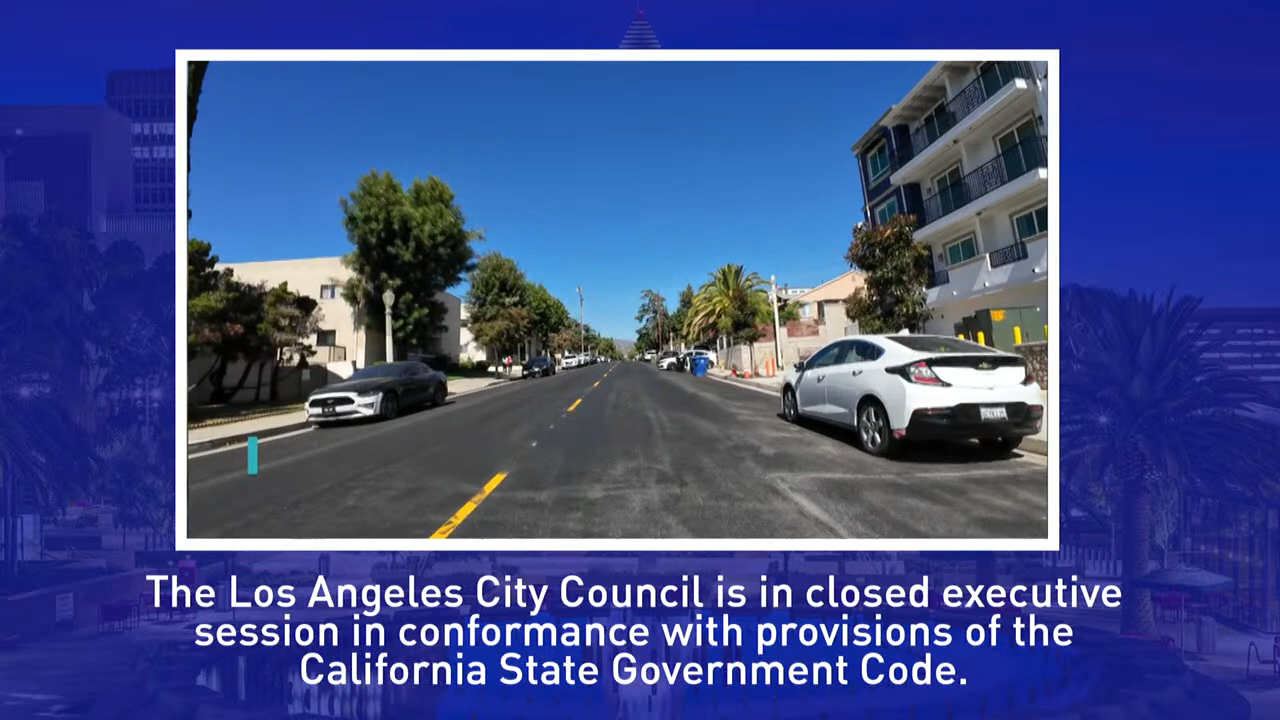 The Los Angeles City Council is in closed executive
session in conformance with provisions of the
California State Government Code.